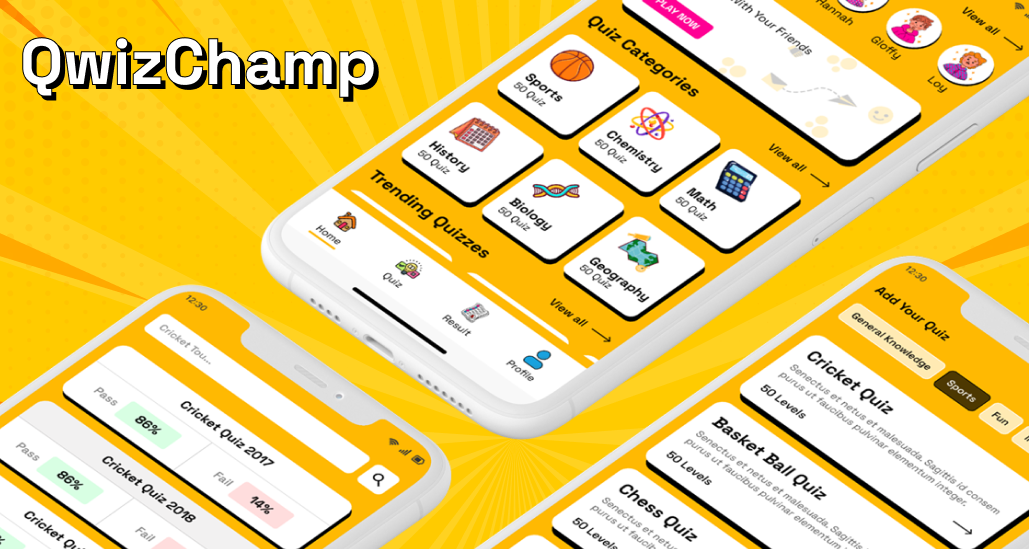 QwizChamp
With Your Friends
PLAY NOW
Hannah
Gloffy
Loy
View all
Quiz Categories
View all
Sports
50 Quiz
Chemistry
50 Quiz
Math
50 Quiz
History
50 Quiz
Biology
50 Quiz
Geography
50 Quiz
Trending Quizzes
View all
Home
Quiz
Result
Profile
12:30
Cricket Tou...
Cricket Quiz 2017
Pass
86%
Fail
14%
Cricket Quiz 2018
Pass
86%
Fail
14%
12:30
Add Your Quiz
General Knowledge
Sports
Fun
Cricket Quiz
Senectus et netus et malesuada. Sagittis id consem
purus ut faucibus pulvinar elementum integer.
50 Levels
Basket Ball Quiz
Senectus et netus et malesuada. Sagittis id consem
purus ut faucibus pulvinar elementum integer.
50 Levels
Chess Quiz
Senectus et netus et malesuada.
purus ut faucibus pulvinar
50 Levels